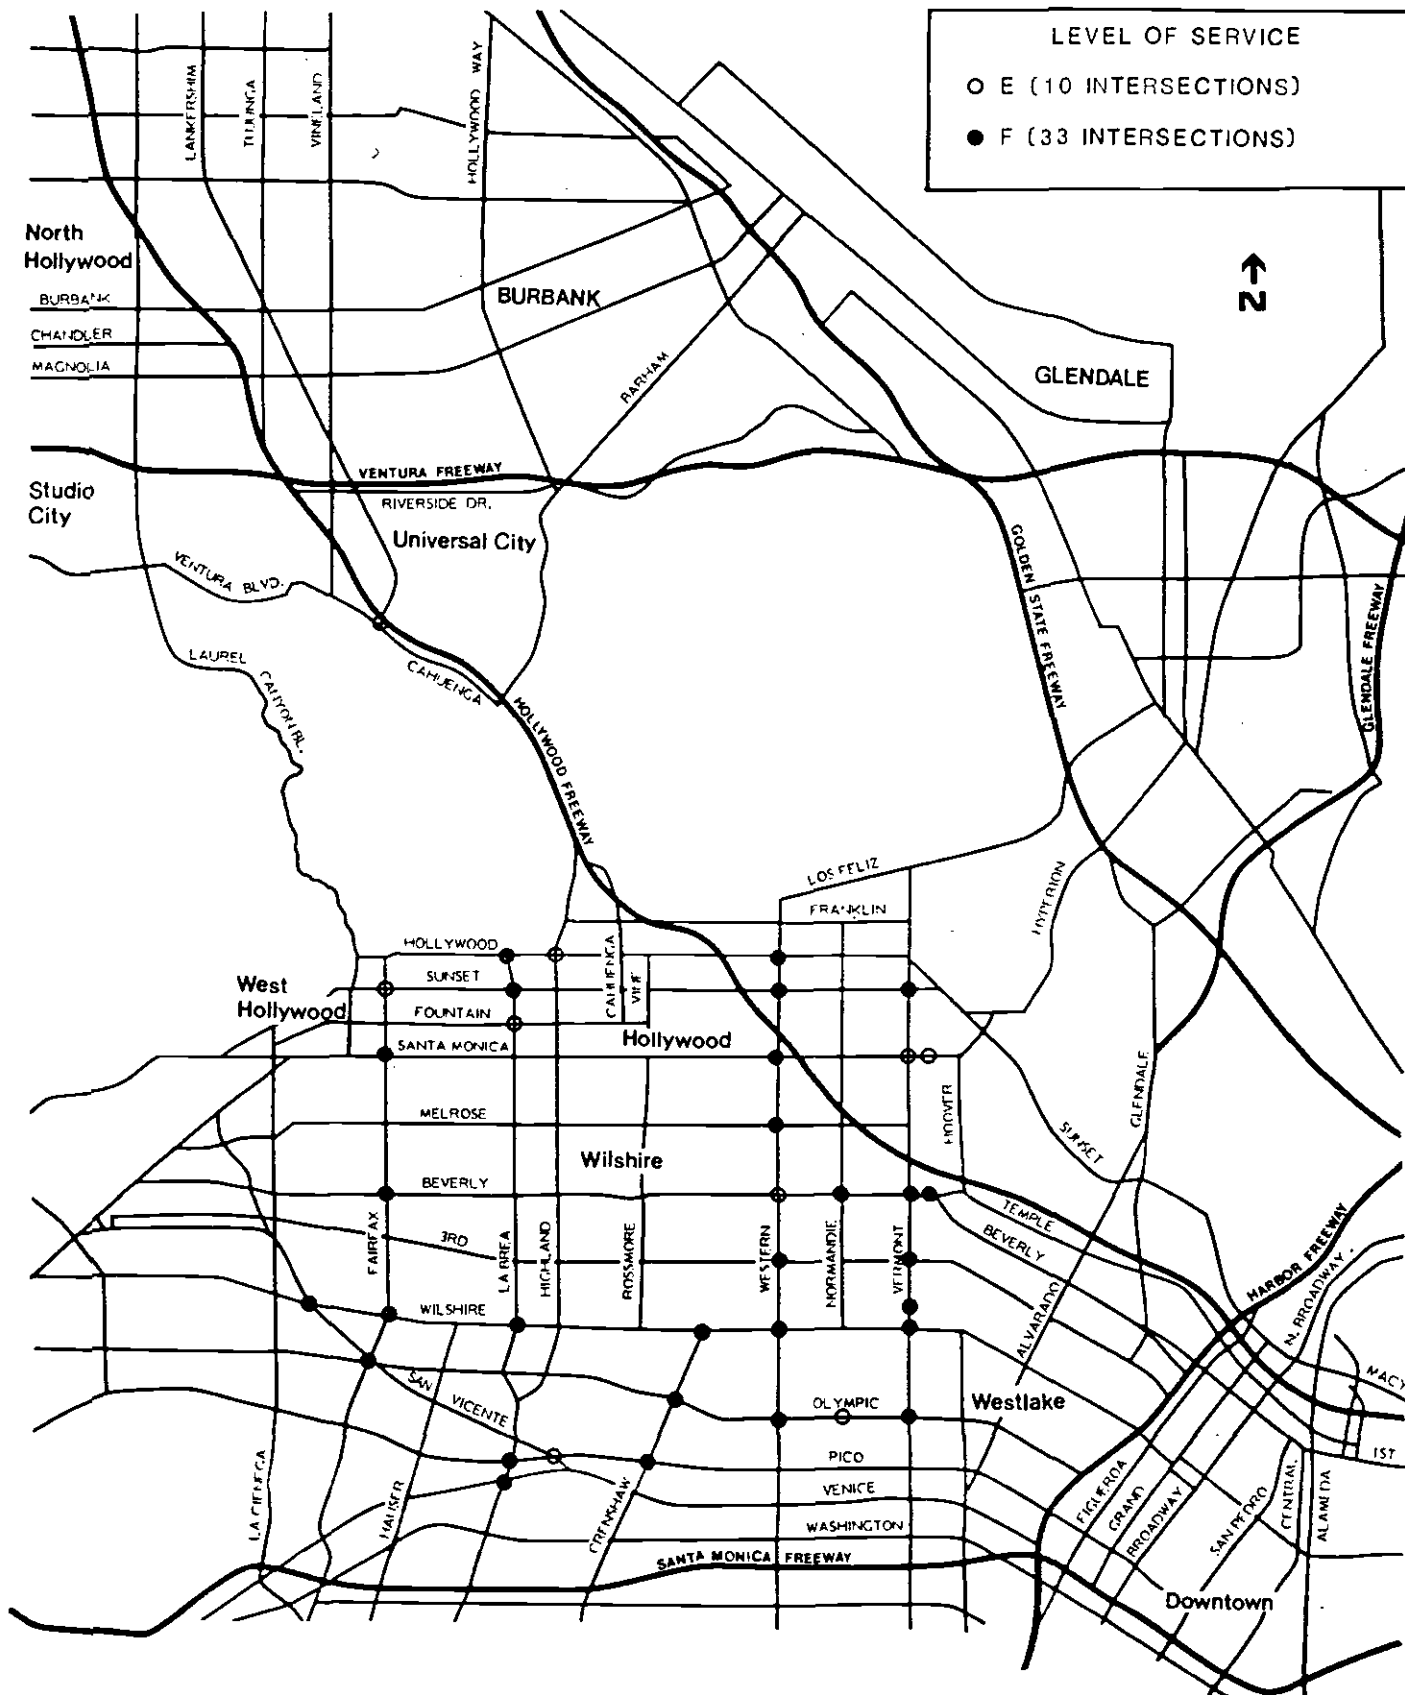 LEVEL OF SERVICE
E (10 INTERSECTIONS)
F (33 INTERSECTIONS)
LANKERSHIM
TUJUNGA
VINELAND
HOLLYWOOD WAY
North
Hollywood
N
BURBANK
BURBANK
CHANDLER
MAGNOLIA
BARHAM
GLENDALE
VENTURA FREEWAY
RIVERSIDE DR.
Studio
City
Universal City
VENTURA BLVD.
GOLDEN STATE FREEWAY
GLENDALE FREEWAY
LAUREL
CANYON BL.
CAHUENGA
HOLLYWOOD FREEWAY
LOS FELIZ
FRANKLIN
HYPERION
HOLLYWOOD
CAHUENGA
VINE
SUNSET
West
Hollywood
FOUNTAIN
Hollywood
SANTA MONICA
GLENDALE
MELROSE
HOOVER
SUNSET
Wilshire
BEVERLY
FAIRFAX
3RD
LA BREA
HIGHLAND
ROSSMORE
WESTERN
NORMANDIE
VERMONT
TEMPLE
BEVERLY
HARBOR FREEWAY
N. BROADWAY
WILSHIRE
ALVARADO
MACY
SAN
VICENTE
OLYMPIC
Westlake
1ST
PICO
LA CIENEGA
HAUSER
CRENSHAW
VENICE
FIGUEROA
GRAND
BROADWAY
SAN PEDRO
CENTRAL
ALAMEDA
WASHINGTON
SANTA MONICA FREEWAY
Downtown